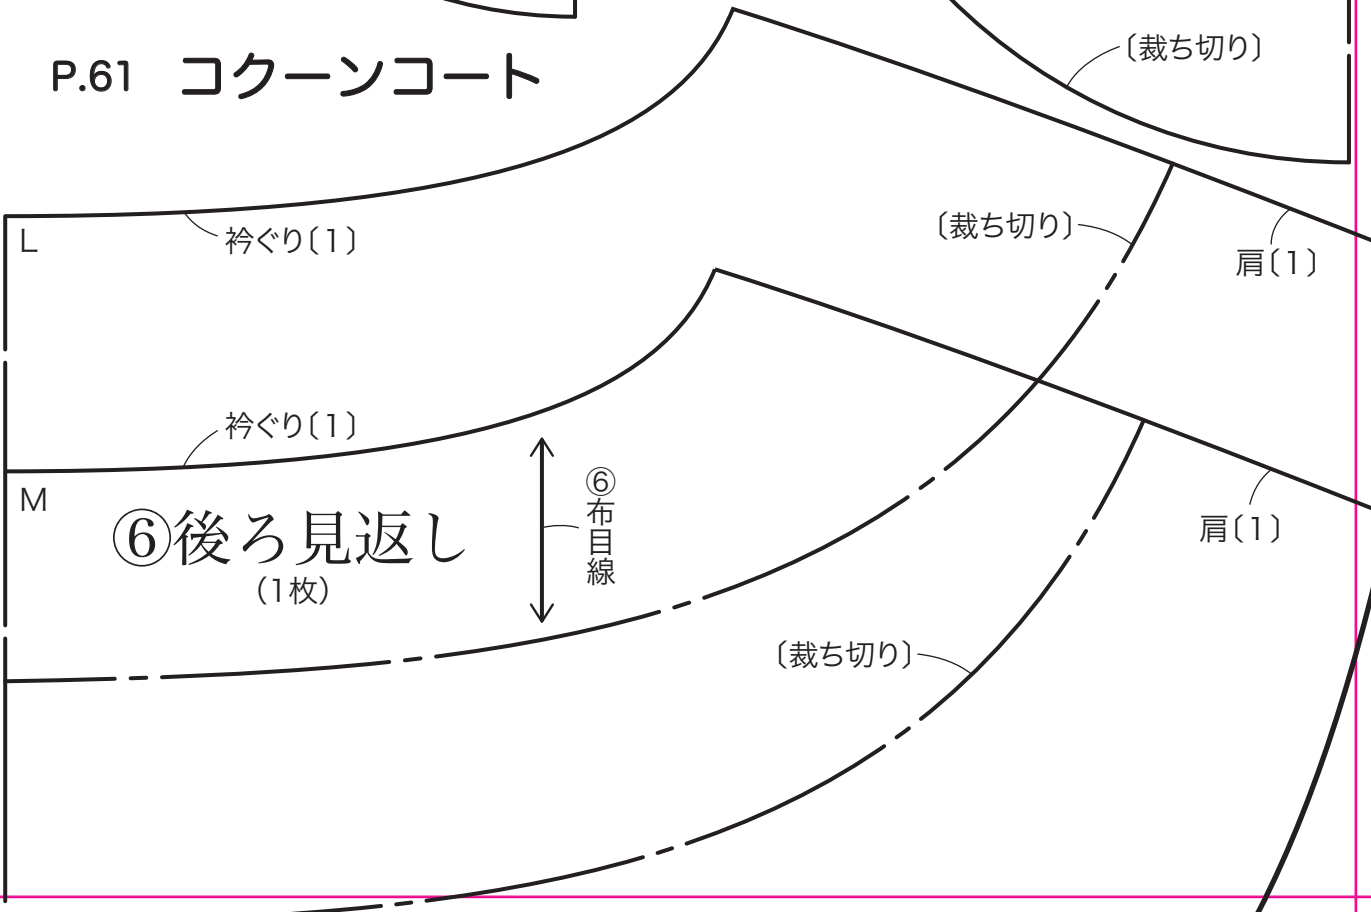 P.61 コクーンコート
〔裁ち切り〕
L
衿ぐり〔1〕
〔裁ち切り〕
肩〔1〕
衿ぐり〔1〕
M
⑥後ろ見返し
(1枚)
⑥布目線
肩〔1〕
〔裁ち切り〕